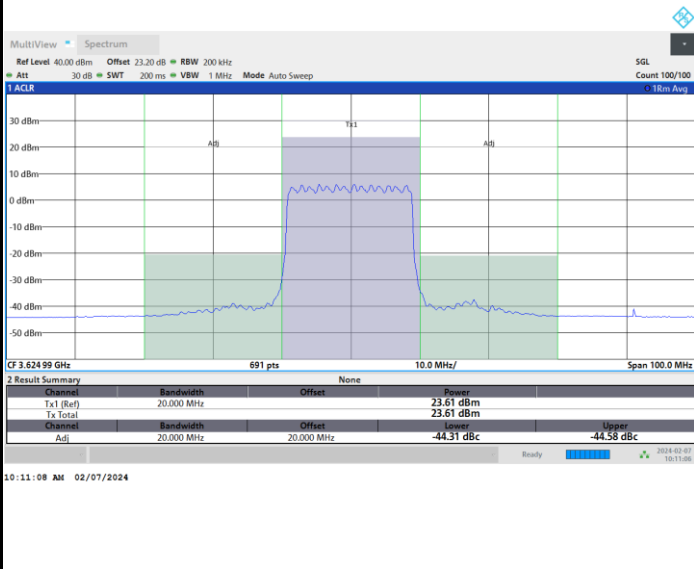 MultiView Spectrum
Ref Level 40.00 dBm Offset 23.20 dB RBW 200 kHz SGL
Att 30 dB SWT 200 ms VBW 1 MHz Mode Auto Sweep Count 100/100
1 ACLR 1Rm Avg
Tx1
Adj Adj
30 dBm
20 dBm
10 dBm
0 dBm
-10 dBm
-20 dBm
-30 dBm
-40 dBm
-50 dBm
CF 3.624 99 GHz 691 pts 10.0 MHz/ Span 100.0 MHz
2 Result Summary None
Channel Bandwidth Offset Power
Tx1 (Ref) 20.000 MHz 23.61 dBm
Tx Total 23.61 dBm
Channel Bandwidth Offset Lower Upper
Adj 20.000 MHz 20.000 MHz -44.31 dBc -44.58 dBc
Ready 2024-02-07
10:11:08
10:11:08 AM 02/07/2024